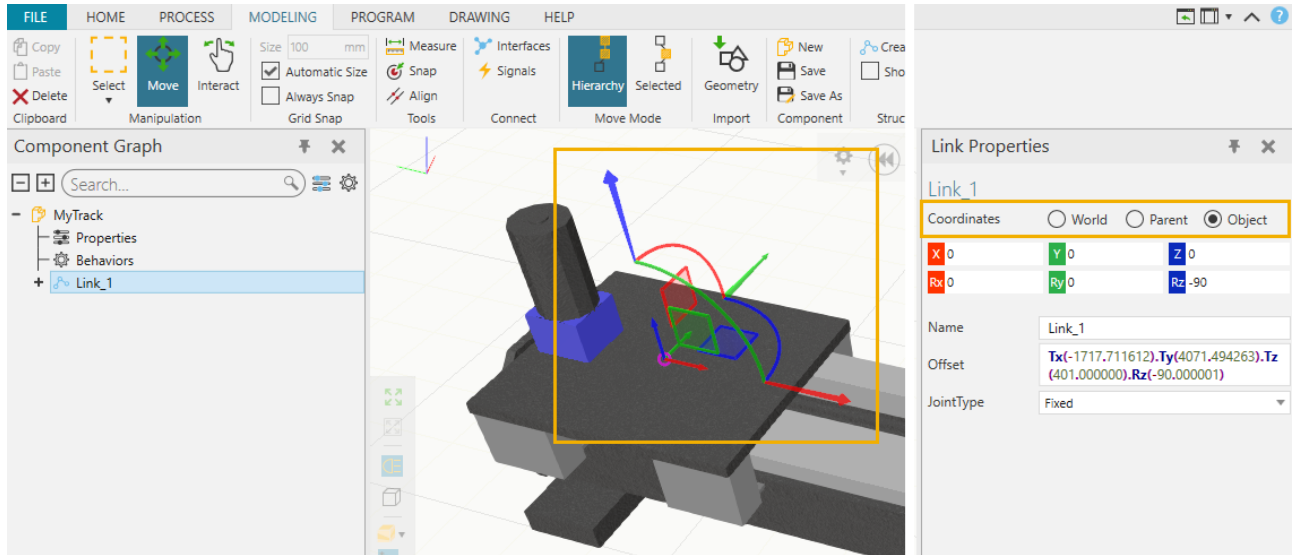 FILE HOME PROCESS MODELING PROGRAM DRAWING HELP
Copy
Paste
Delete
Clipboard
Select Move Interact
Manipulation
Size 100 mm
Automatic Size
Always Snap
Grid Snap
Measure
Snap
Align
Tools
Interfaces
Signals
Connect
Hierarchy Selected
Move Mode
Geometry
Import
New
Save
Save As
Component
Crea
Sho
Struc
Component Graph
Search...
MyTrack
Properties
Behaviors
Link_1
Link Properties
Link_1
Coordinates World Parent Object
X 0 Y 0 Z 0
Rx 0 Ry 0 Rz -90
Name Link_1
Offset Tx(-1717.711612).Ty(4071.494263).Tz
(401.000000).Rz(-90.000001)
JointType Fixed